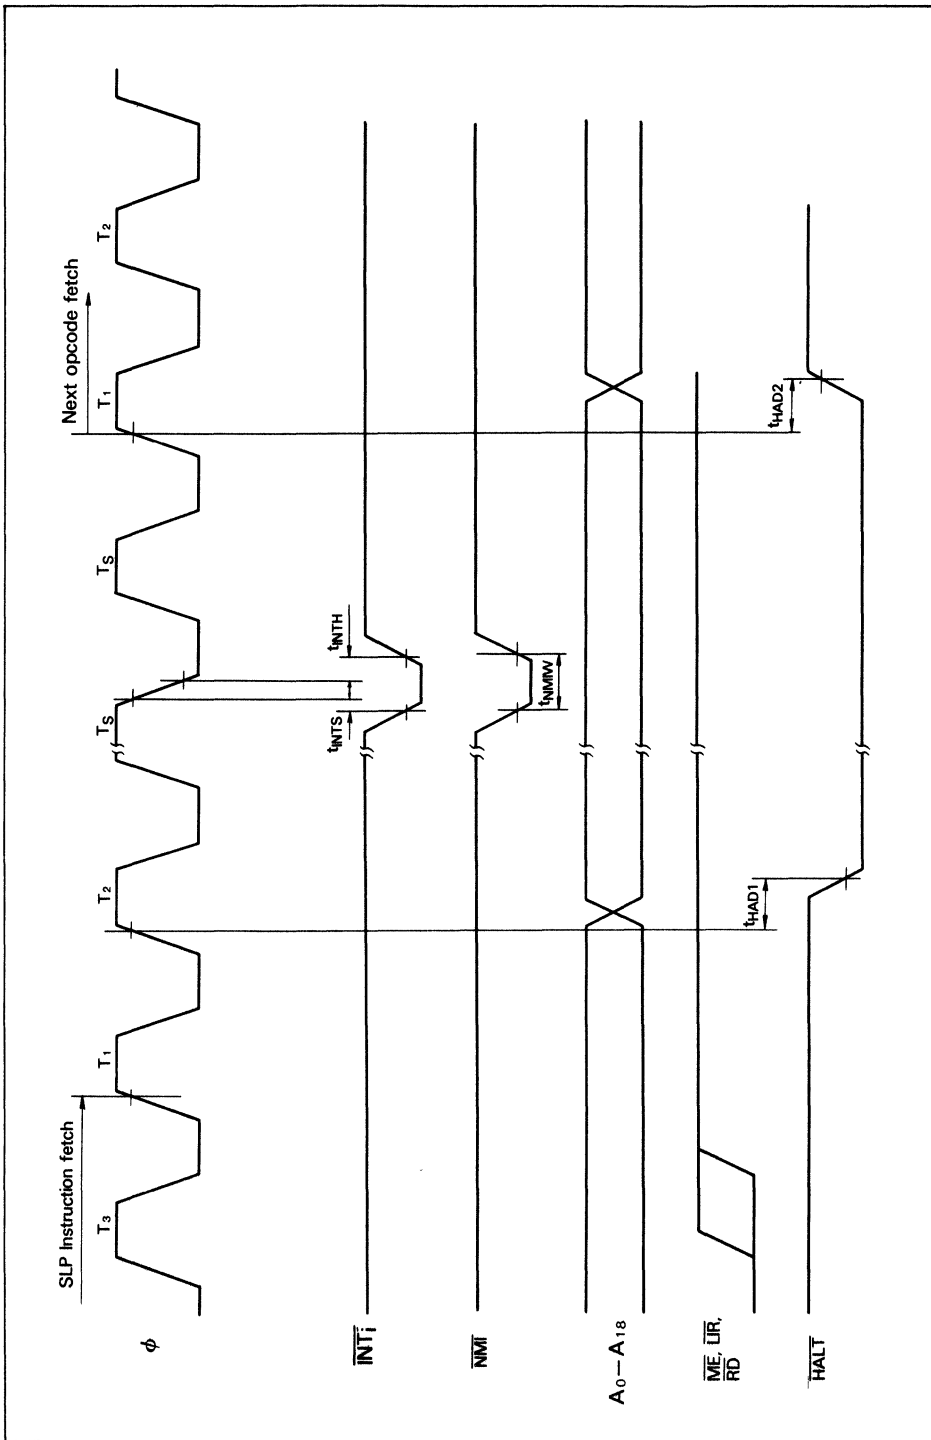 SLP Instruction fetch
Next opcode fetch
φ
T3
T1
T2
TS
TS
T1
T2
INTi
tINTS
tINTH
NMI
tNMIW
A0—A18
ME, LIR,
RD
HALT
tHAD1
tHAD2